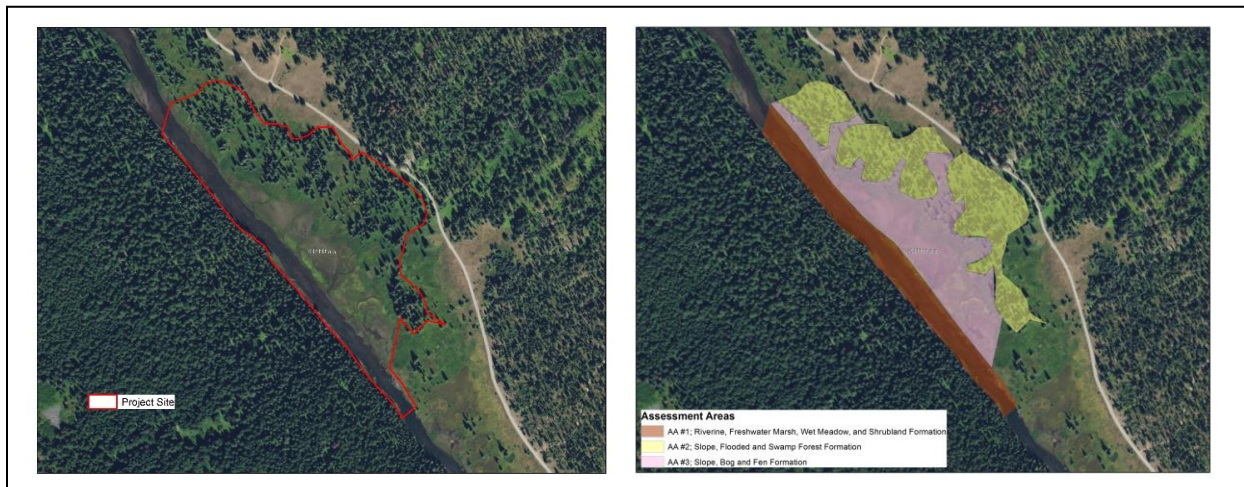 Project Site
Assessment Areas
AA #1; Riverine, Freshwater Marsh, Wet Meadow, and Shrubland Formation
AA #2; Slope, Flooded and Swamp Forest Formation
AA #3; Slope, Bog and Fen Formation